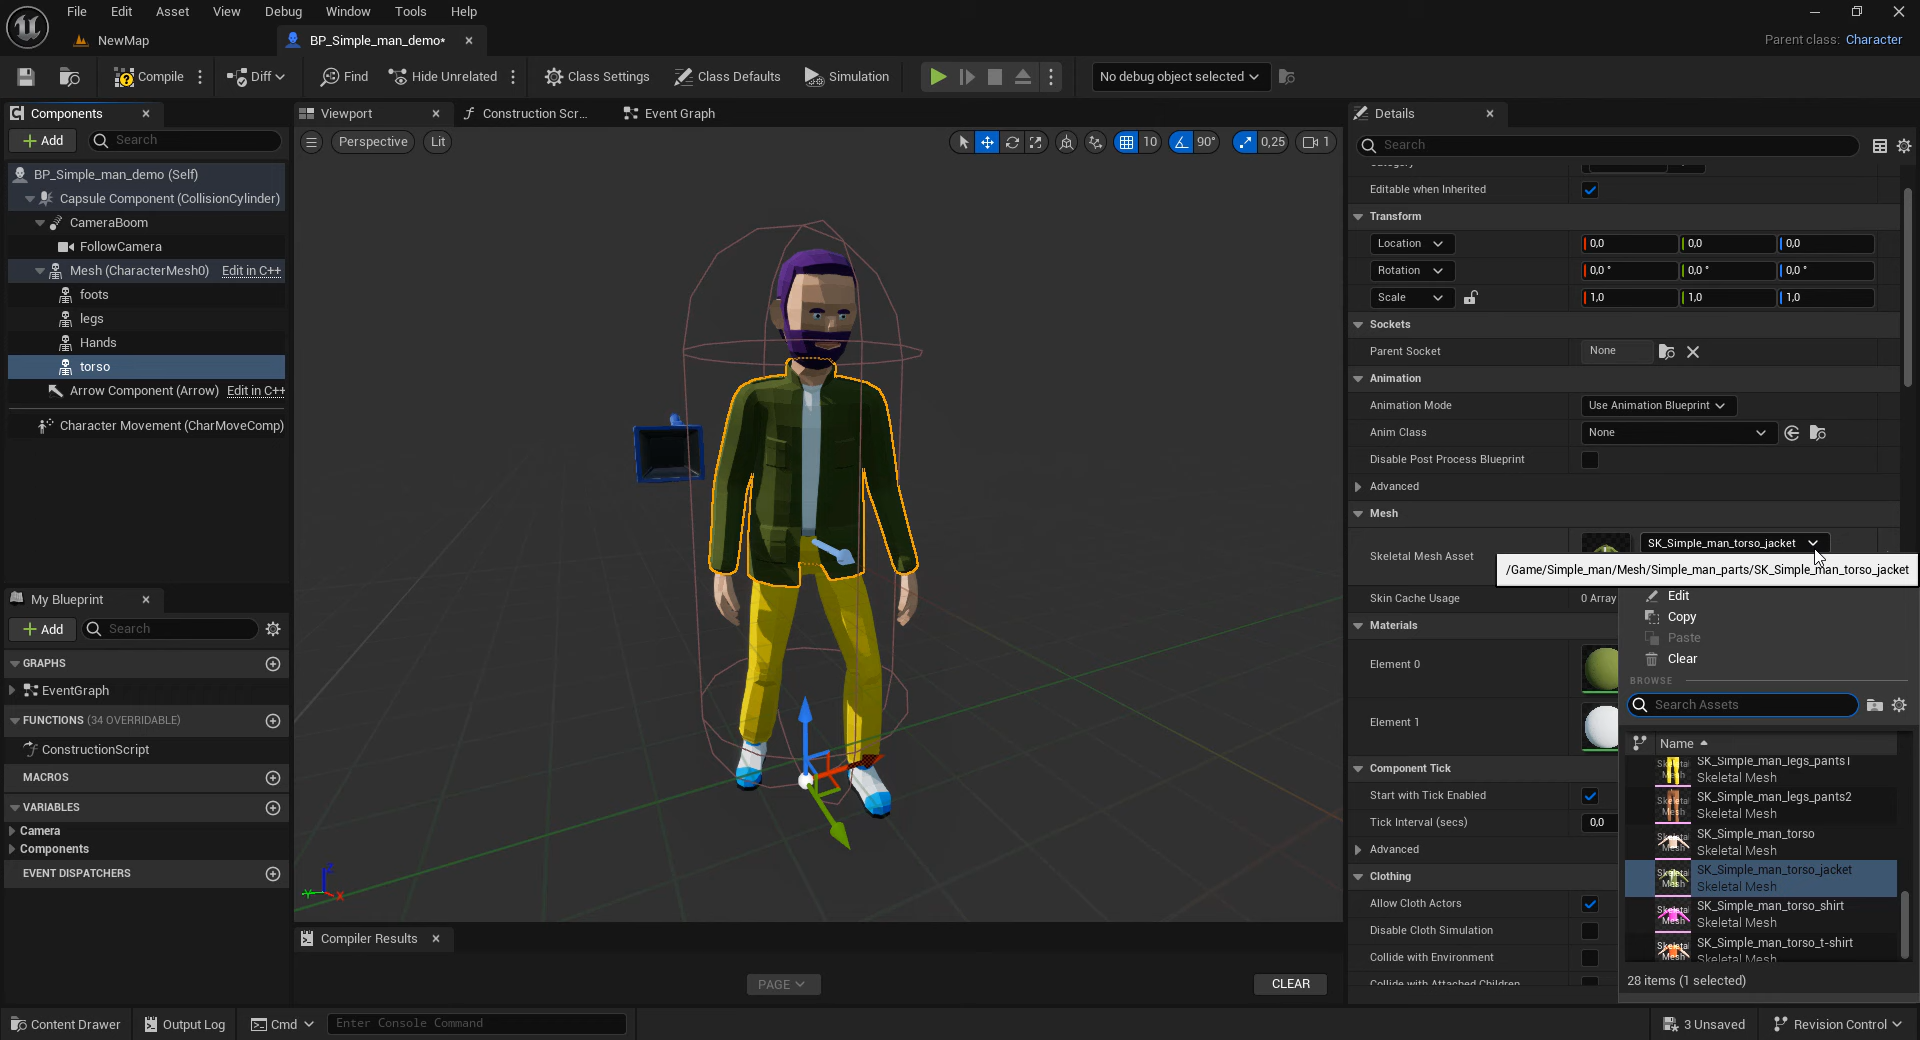 File Edit Asset View Debug Window Tools Help
NewMap
BP_Simple_man_demo*
Parent class: Character
Compile Diff Find Hide Unrelated Class Settings Class Defaults Simulation No debug object selected
Components
Add Search
BP_Simple_man_demo (Self)
Capsule Component (CollisionCylinder)
CameraBoom
FollowCamera
Mesh (CharacterMesh0) Edit in C++
foots
legs
Hands
torso
Arrow Component (Arrow) Edit in C++
Character Movement (CharMoveComp)
My Blueprint
Add Search
GRAPHS
EventGraph
FUNCTIONS (34 OVERRIDABLE)
ConstructionScript
MACROS
VARIABLES
Camera
Components
EVENT DISPATCHERS
Viewport Construction Scr... Event Graph
Perspective Lit 10 90° 0,25 1
Z
Y X
Compiler Results
PAGE CLEAR
Details
Search
Editable when Inherited
Transform
Location 0,0 0,0 0,0
Rotation 0,0 ° 0,0 ° 0,0 °
Scale 1,0 1,0 1,0
Sockets
Parent Socket None
Animation
Animation Mode Use Animation Blueprint
Anim Class None
Disable Post Process Blueprint
Advanced
Mesh
Skeletal Mesh Asset SK_Simple_man_torso_jacket
/Game/Simple_man/Mesh/Simple_man_parts/SK_Simple_man_torso_jacket
Skin Cache Usage 0 Array
Materials
Element 0
Element 1
Component Tick
Start with Tick Enabled
Tick Interval (secs) 0,0
Advanced
Clothing
Allow Cloth Actors
Disable Cloth Simulation
Collide with Environment
Collide with Attached Children
Edit
Copy
Paste
Clear
BROWSE
Search Assets
Name
SK_Simple_man_legs_pants1
Skeletal Mesh
SK_Simple_man_legs_pants2
Skeletal Mesh
SK_Simple_man_torso
Skeletal Mesh
SK_Simple_man_torso_jacket
Skeletal Mesh
SK_Simple_man_torso_shirt
Skeletal Mesh
SK_Simple_man_torso_t-shirt
Skeletal Mesh
28 items (1 selected)
Content Drawer Output Log Cmd Enter Console Command 3 Unsaved Revision Control